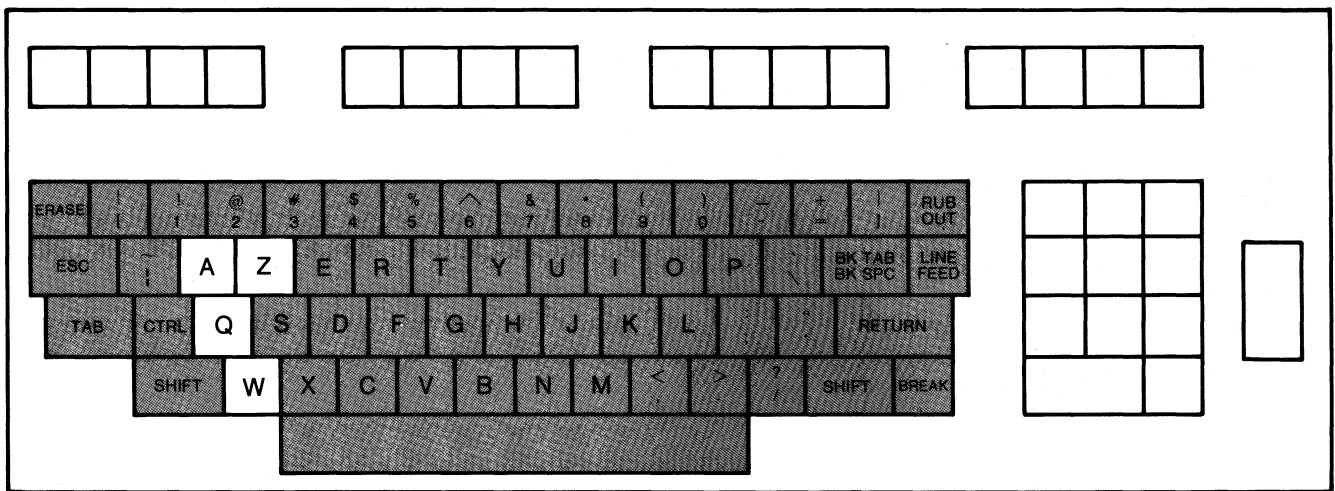 ERASE { [ ! 1 @ 2 # 3 $ 4 % 5 ^ 6 & 7 * 8 ( 9 ) 0 _ - + = } ] RUB OUT
ESC ~ A Z E R T Y U I O P \ BK TAB BK SPC LINE FEED
TAB CTRL Q S D F G H J K L RETURN
SHIFT W X C V B N M < > ? / SHIFT BREAK